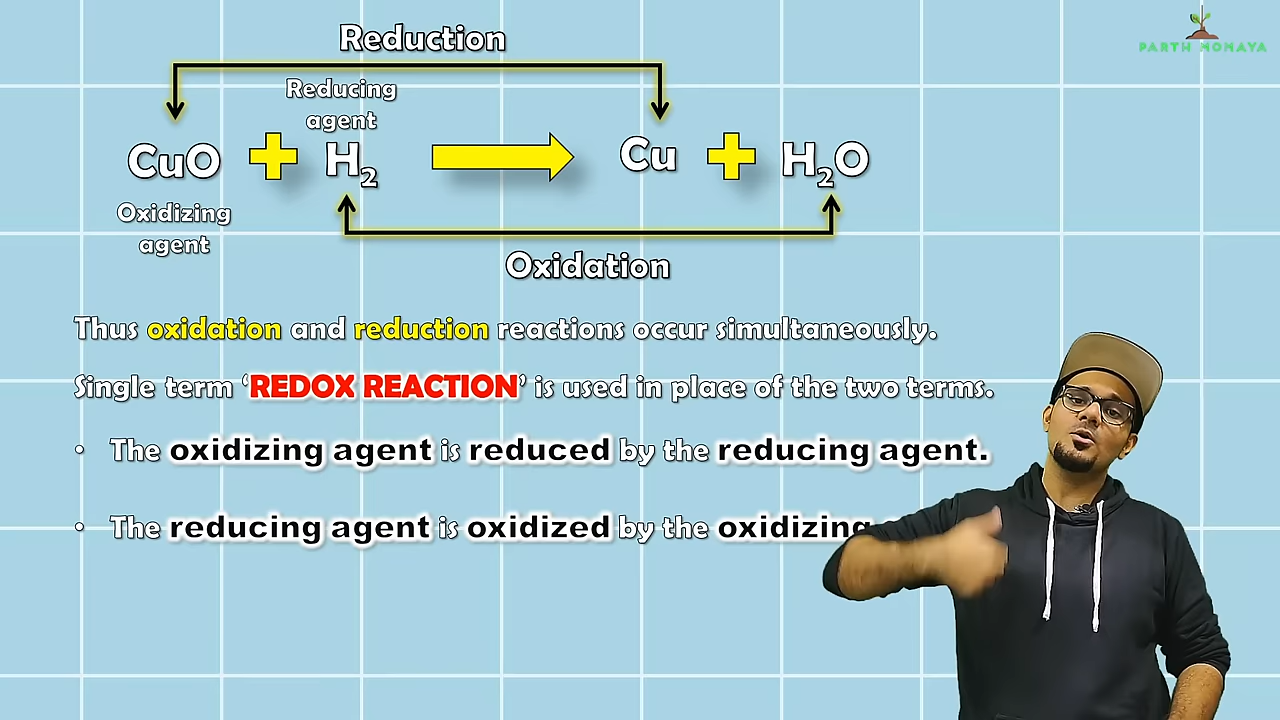 Reduction
PARTH MOMAYA
Reducing
agent
CuO + H₂ → Cu + H₂O
Oxidizing
agent
Oxidation
Thus oxidation and reduction reactions occur simultaneously.
Single term ‘REDOX REACTION’ is used in place of the two terms.
• The oxidizing agent is reduced by the reducing agent.
• The reducing agent is oxidized by the oxidizing